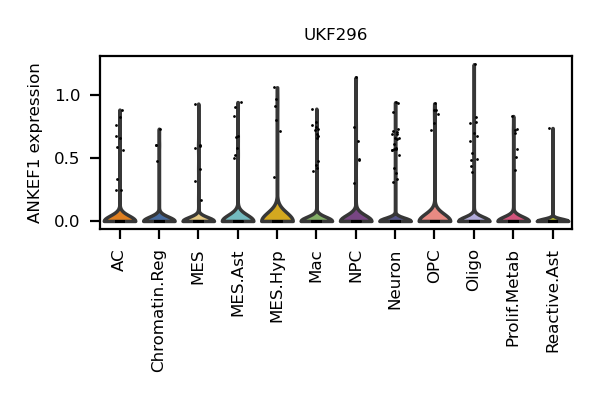 UKF296
ANKEF1 expression
1.0
0.5
0.0
AC
Chromatin.Reg
MES
MES.Ast
MES.Hyp
Mac
NPC
Neuron
OPC
Oligo
Prolif.Metab
Reactive.Ast